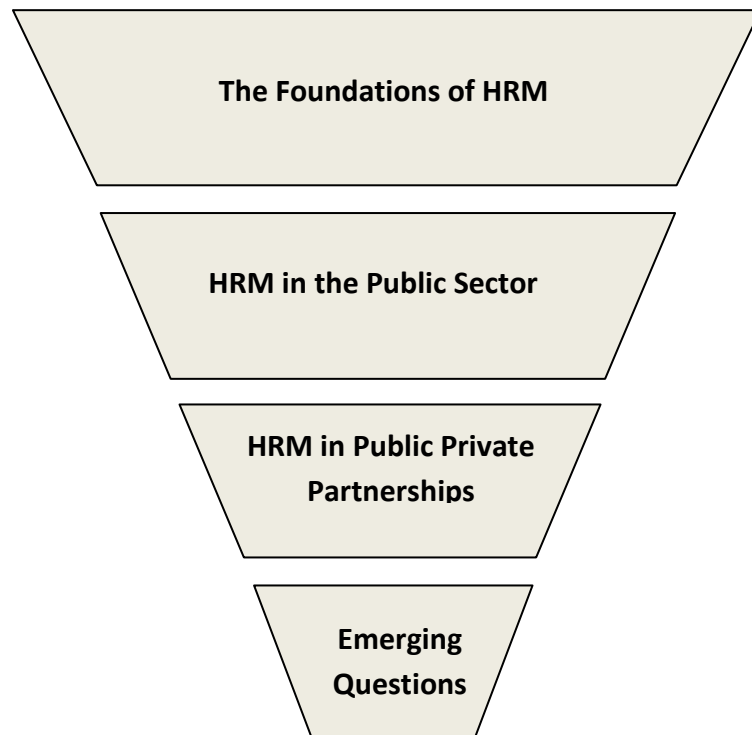 The Foundations of HRM
HRM in the Public Sector
HRM in Public Private
Partnerships
Emerging
Questions